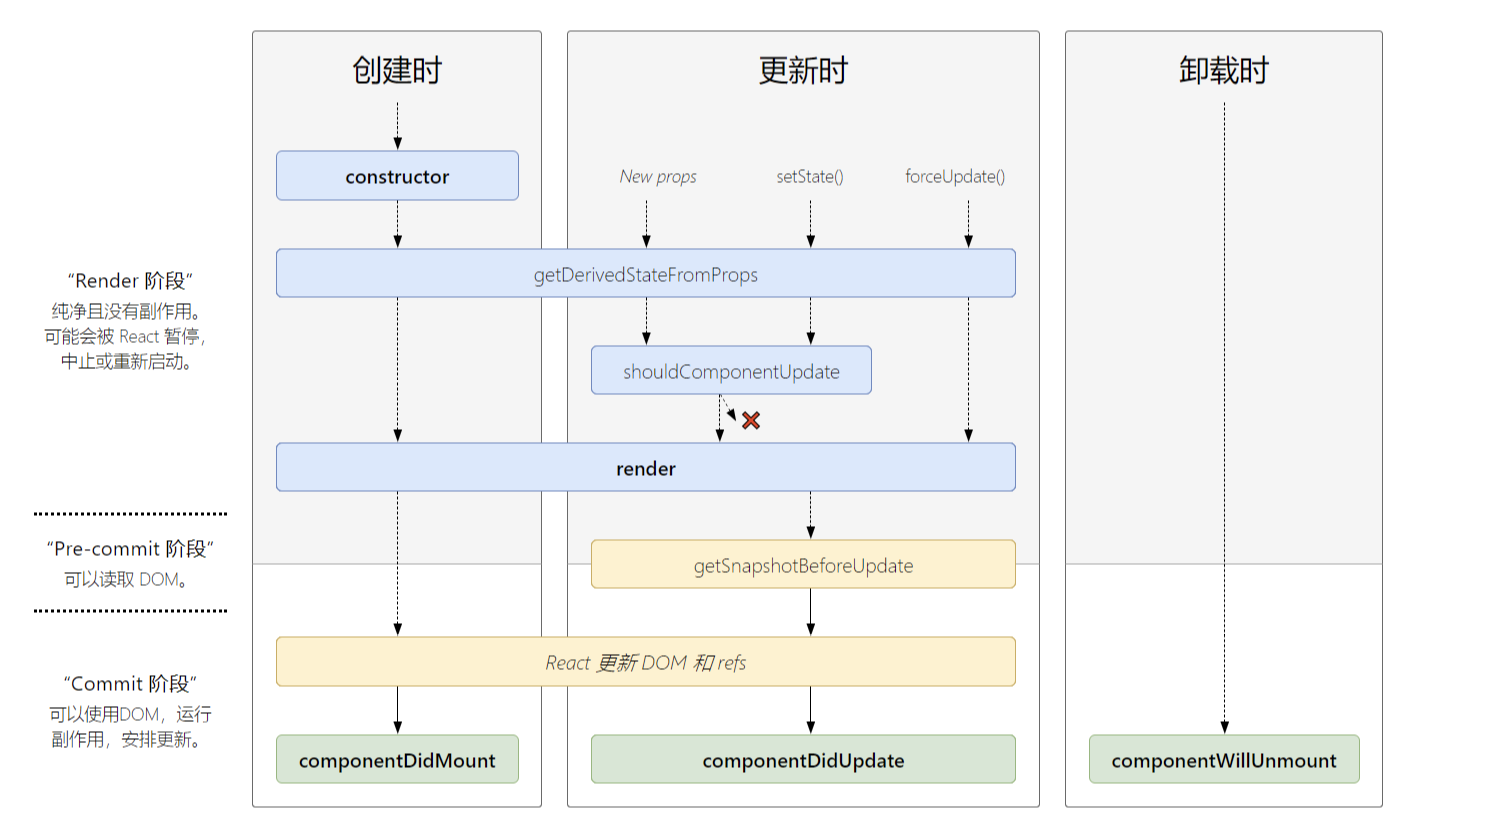 创建时
更新时
卸载时
constructor
New props
setState()
forceUpdate()
getDerivedStateFromProps
“Render 阶段”
纯净且没有副作用。
可能会被 React 暂停，
中止或重新启动。
shouldComponentUpdate
render
“Pre-commit 阶段”
可以读取 DOM。
getSnapshotBeforeUpdate
React 更新 DOM 和 refs
“Commit 阶段”
可以使用DOM，运行
副作用，安排更新。
componentDidMount
componentDidUpdate
componentWillUnmount